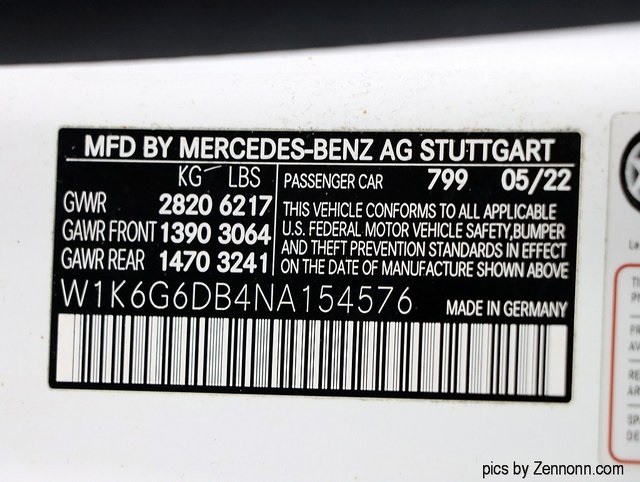 MFD BY MERCEDES-BENZ AG STUTTGART
KG LBS
GVWR 2820 6217
GAWR FRONT 1390 3064
GAWR REAR 1470 3241
PASSENGER CAR 799 05/22
THIS VEHICLE CONFORMS TO ALL APPLICABLE
U.S. FEDERAL MOTOR VEHICLE SAFETY,BUMPER
AND THEFT PREVENTION STANDARDS IN EFFECT
ON THE DATE OF MANUFACTURE SHOWN ABOVE
W1K6G6DB4NA154576 MADE IN GERMANY
pics by Zennonn.com